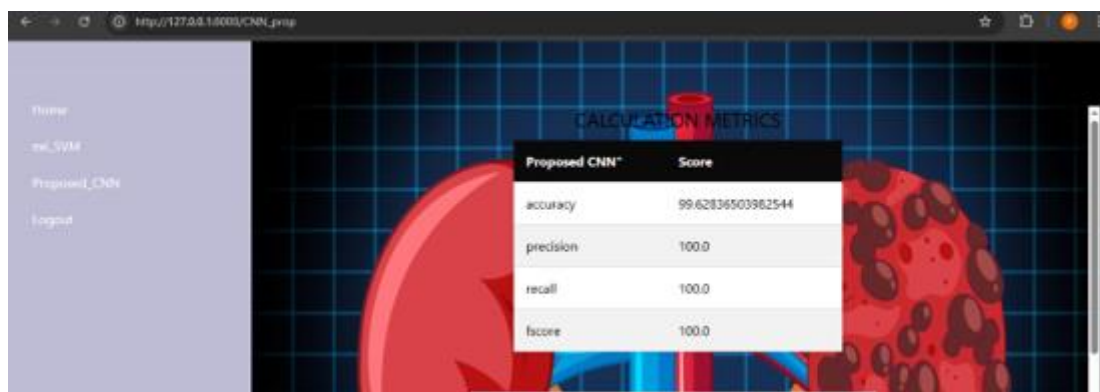 http://127.0.0.1:8000/CNN_prop
Home
CALCULATION METRICS
Proposed CNN" Score
accuracy 99.62836503982544
precision 100.0
recall 100.0
fscore 100.0
Proposed_CNN
Logout